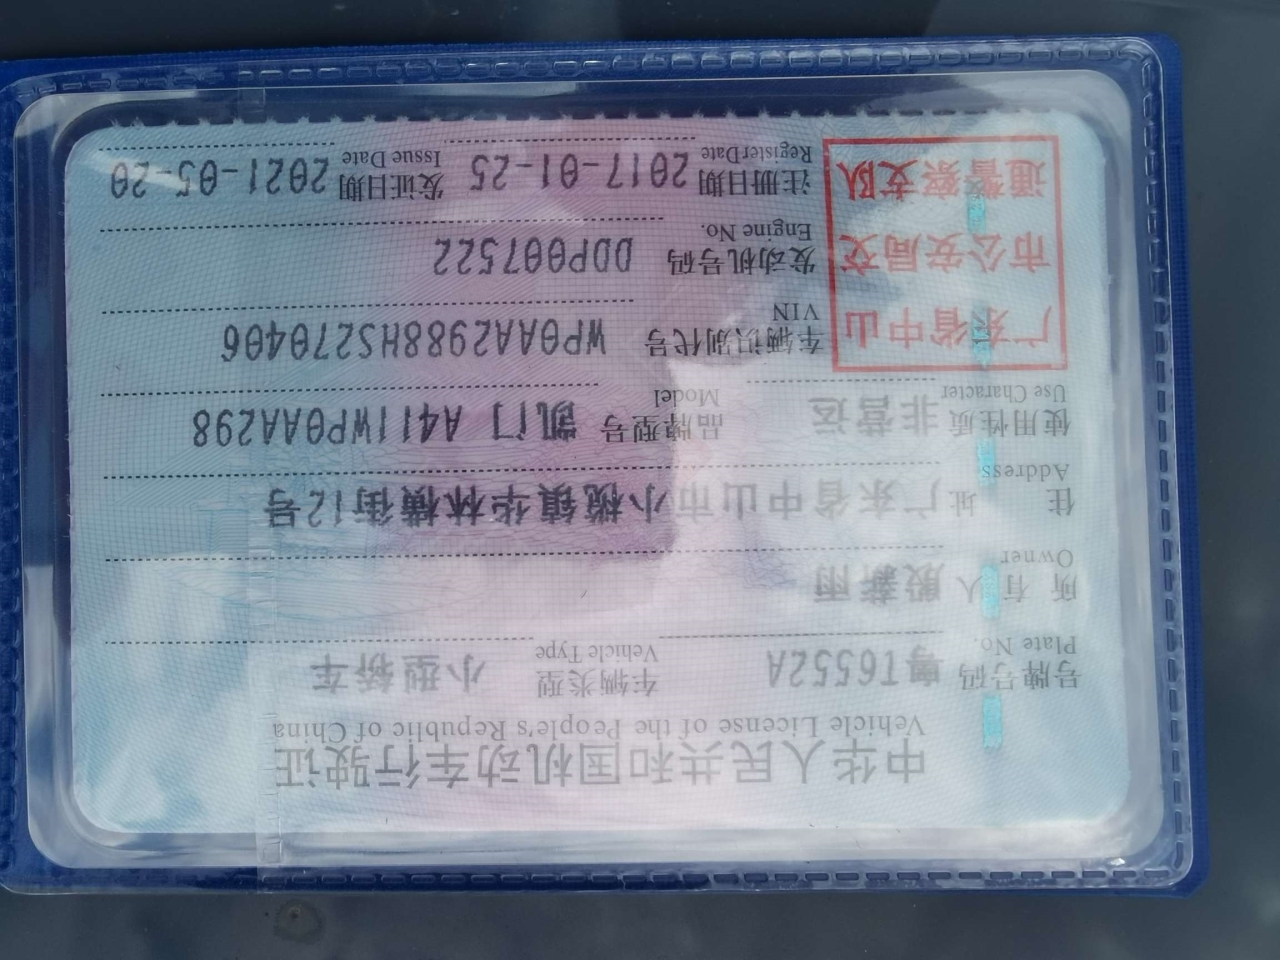 中华人民共和国机动车行驶证
Vehicle License of the People's Republic of China
号牌号码 粤T6552A 车辆类型 小型轿车
Plate No. Vehicle Type
所有人 殷新雨
Owner
住址 广东省中山市小榄镇华林横街12号
Address
使用性质 非营运 品牌型号 凯门 A411WP0AA298
Use Character Model
广东省中山
市公安局交
通警察支队
车辆识别代号 WP0AA2988HS270406
VIN
发动机号码 DDP007522
Engine No.
注册日期 2017-01-25 发证日期 2021-05-20
Register Date Issue Date